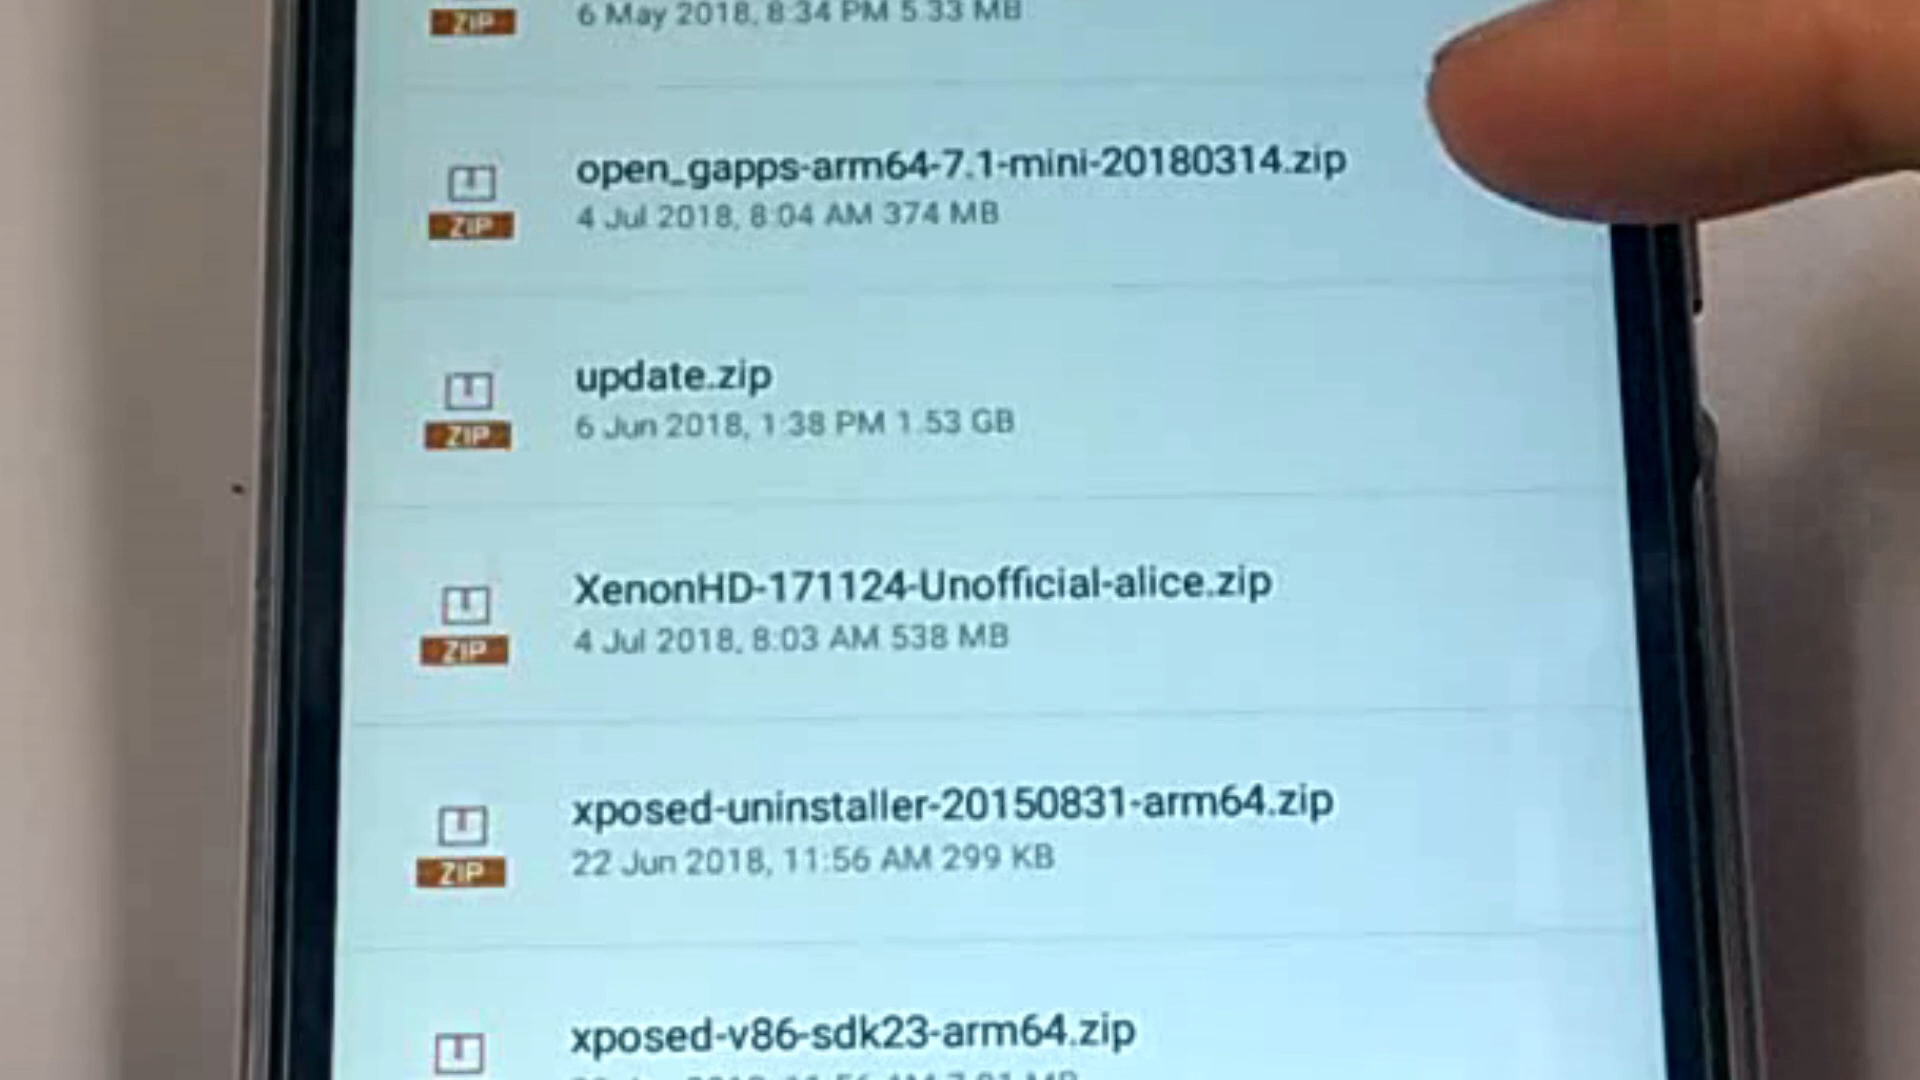 ZIP
6 May 2018, 8:34 PM 5.33 MB
open_gapps-arm64-7.1-mini-20180314.zip
ZIP
4 Jul 2018, 8:04 AM 374 MB
update.zip
ZIP
6 Jun 2018, 1:38 PM 1.53 GB
XenonHD-171124-Unofficial-alice.zip
ZIP
4 Jul 2018, 8:03 AM 538 MB
xposed-uninstaller-20150831-arm64.zip
ZIP
22 Jun 2018, 11:56 AM 299 KB
xposed-v86-sdk23-arm64.zip